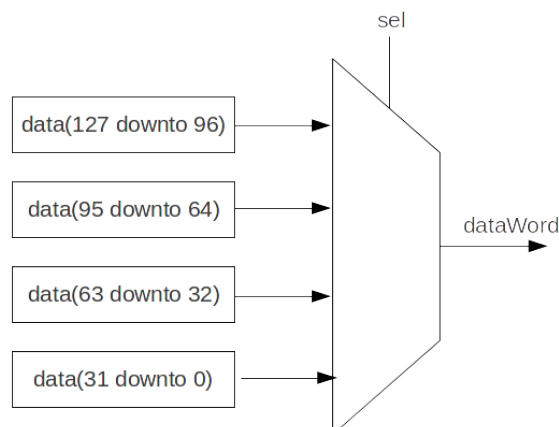 sel
data(127 downto 96)
data(95 downto 64)
dataWord
data(63 downto 32)
data(31 downto 0)